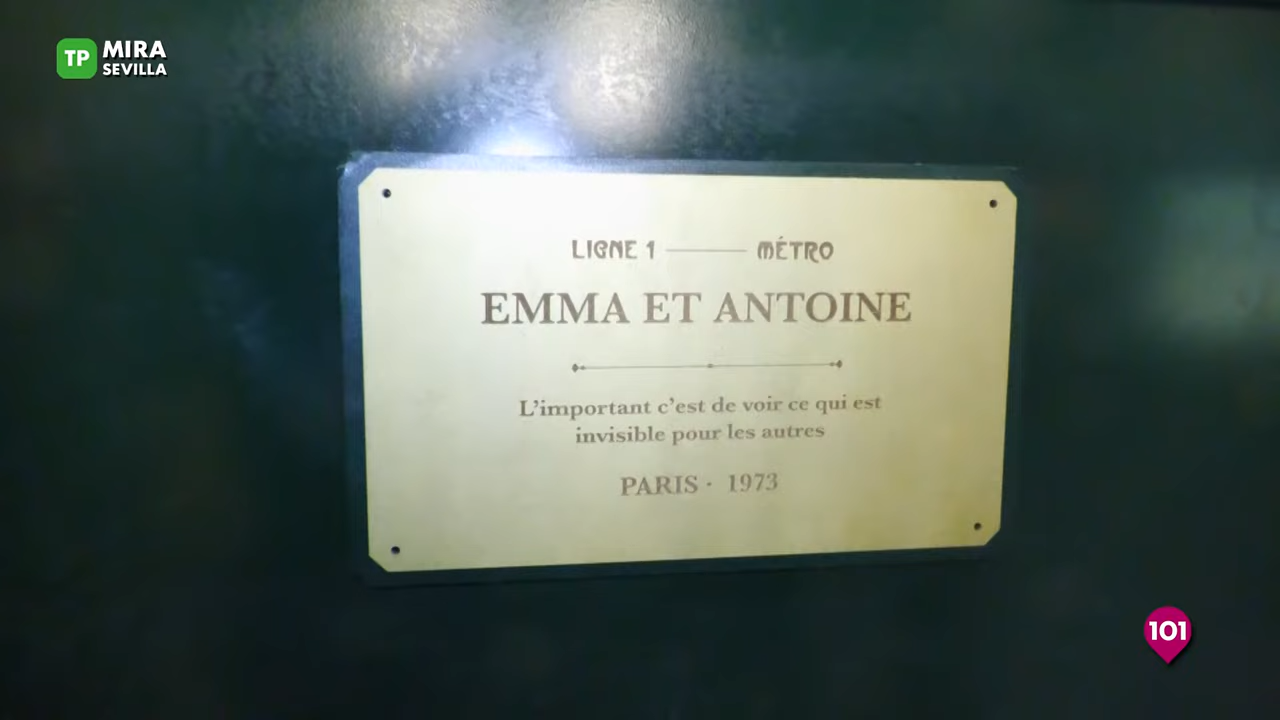 TP MIRA
SEVILLA
LIGNE 1 MÉTRO
EMMA ET ANTOINE
L’important c’est de voir ce qui est
invisible pour les autres
PARIS · 1973
101